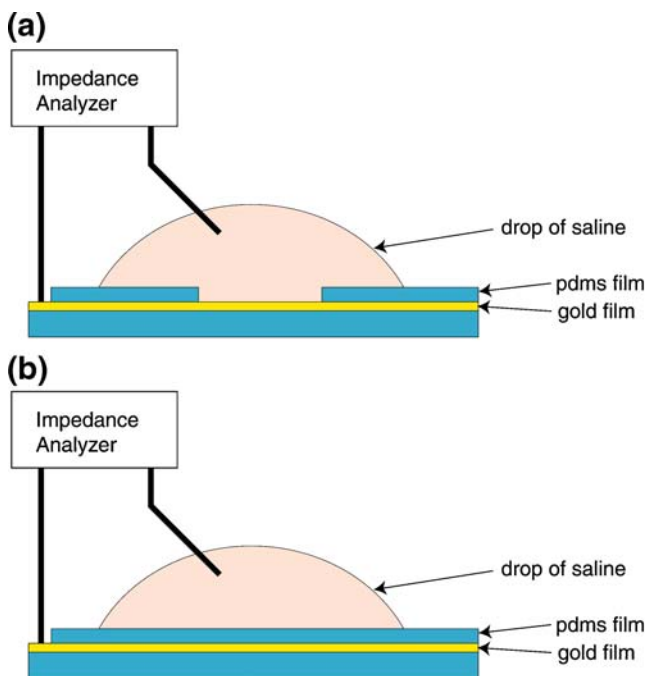 (a)
Impedance
Analyzer
drop of saline
pdms film
gold film
(b)
Impedance
Analyzer
drop of saline
pdms film
gold film